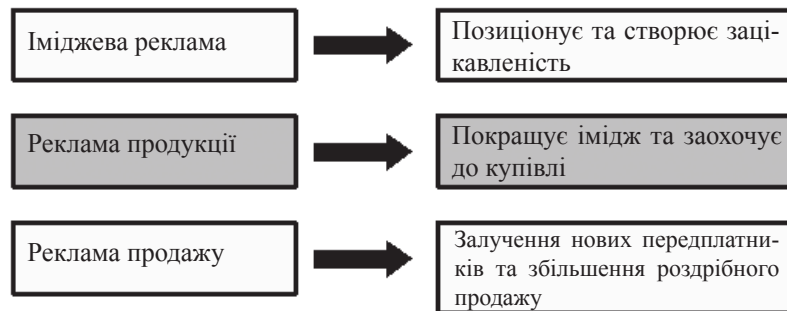 Іміджева реклама
Позиціонує та створює заці-
кавленість
Реклама продукції
Покращує імідж та заохочує
до купівлі
Реклама продажу
Залучення нових передплатни-
ків та збільшення роздрібного
продажу